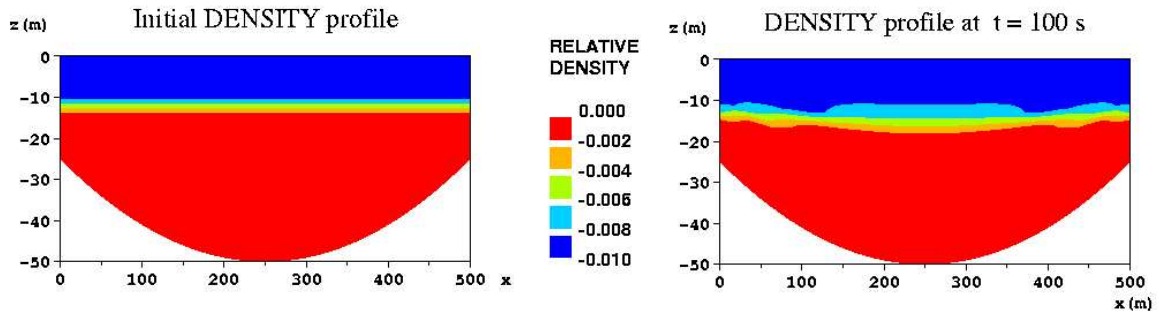 Initial DENSITY profile
z (m)
0
-10
-20
-30
-40
-50
0 100 200 300 400 500 x
RELATIVE
DENSITY
0.000
-0.002
-0.004
-0.006
-0.008
-0.010
DENSITY profile at t = 100 s
z (m)
0
-10
-20
-30
-40
-50
0 100 200 300 400 500
x (m)